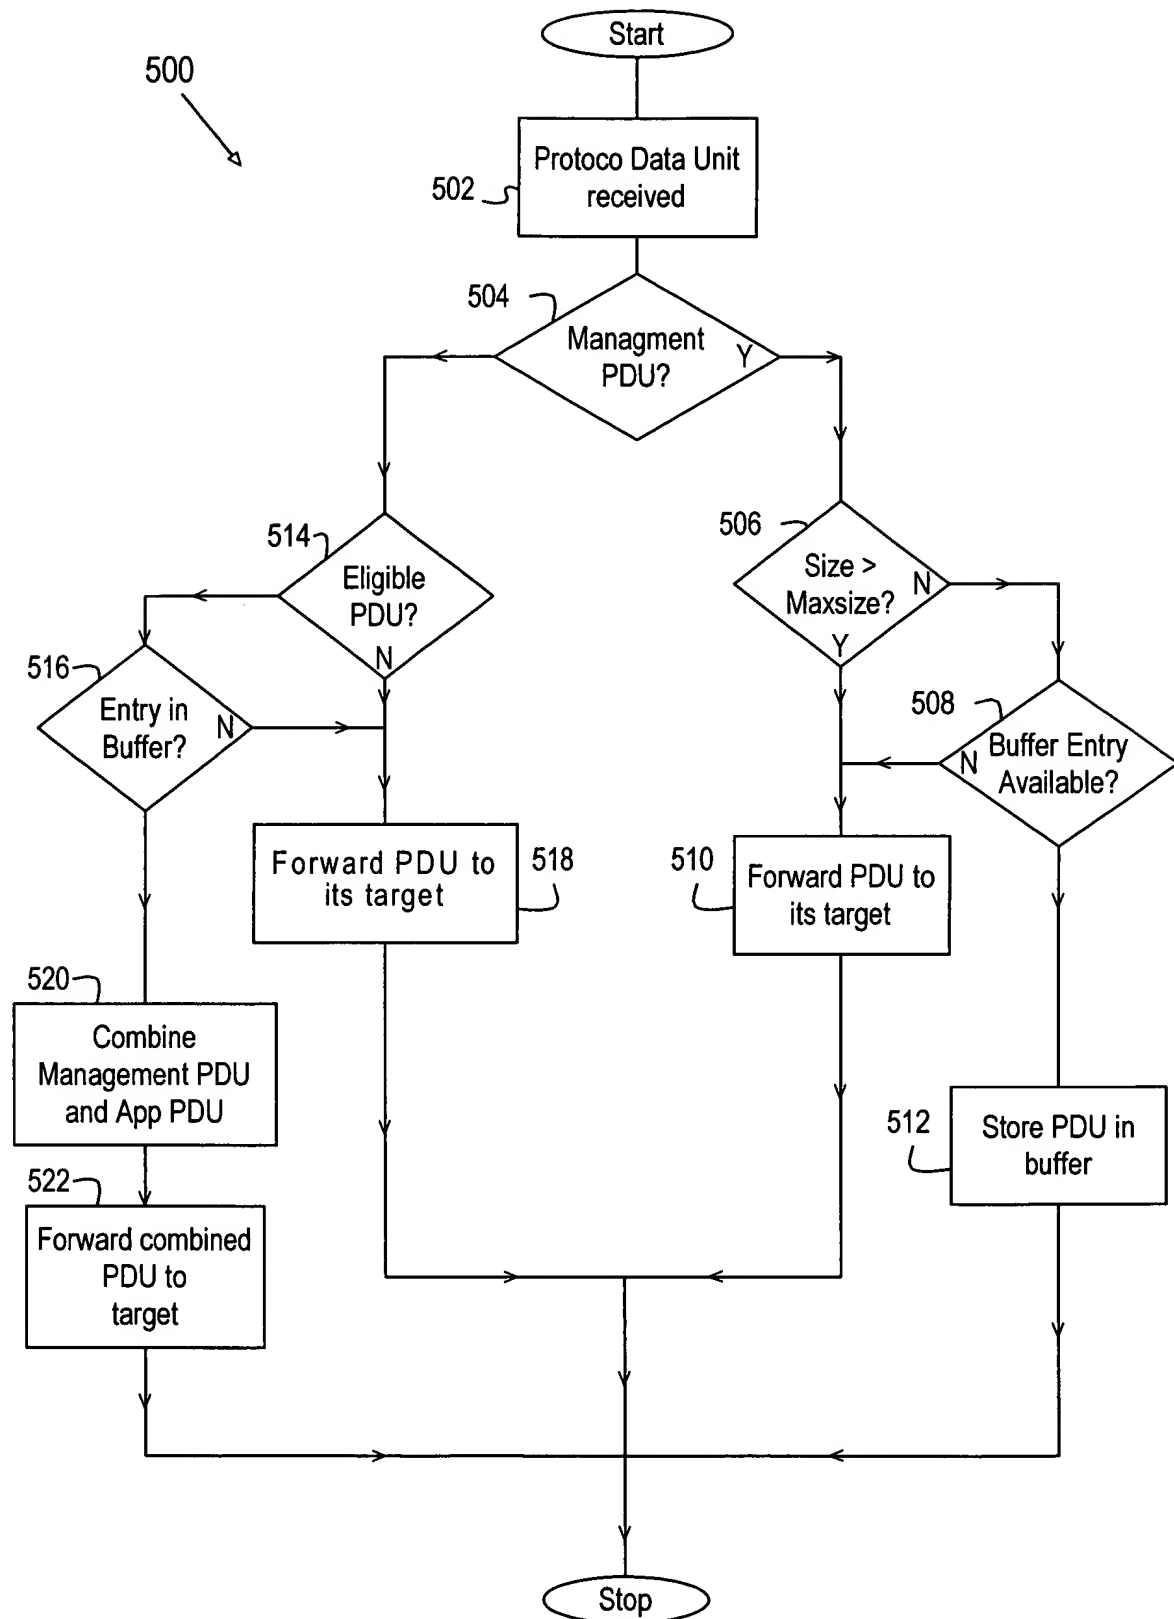 Start
500
Protoco Data Unit
received
502
504
Managment
PDU?
Y
514
Eligible
PDU?
N
506
Size >
Maxsize?
N
Y
516
Entry in
Buffer?
N
508
Buffer Entry
Available?
N
Forward PDU to
its target
518
510
Forward PDU to
its target
520
Combine
Management PDU
and App PDU
512
Store PDU in
buffer
522
Forward combined
PDU to
target
Stop